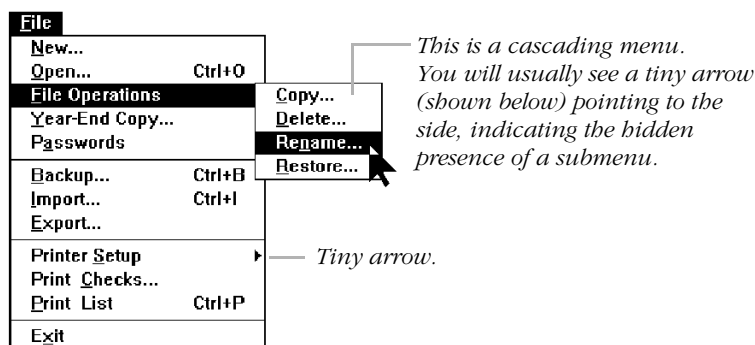 File
New...
Open... Ctrl+O
File Operations
Year-End Copy...
Passwords
Backup... Ctrl+B
Import... Ctrl+I
Export...
Printer Setup
Print Checks...
Print List Ctrl+P
Exit
Copy...
Delete...
Rename...
Restore...
This is a cascading menu.
You will usually see a tiny arrow
(shown below) pointing to the
side, indicating the hidden
presence of a submenu.
Tiny arrow.